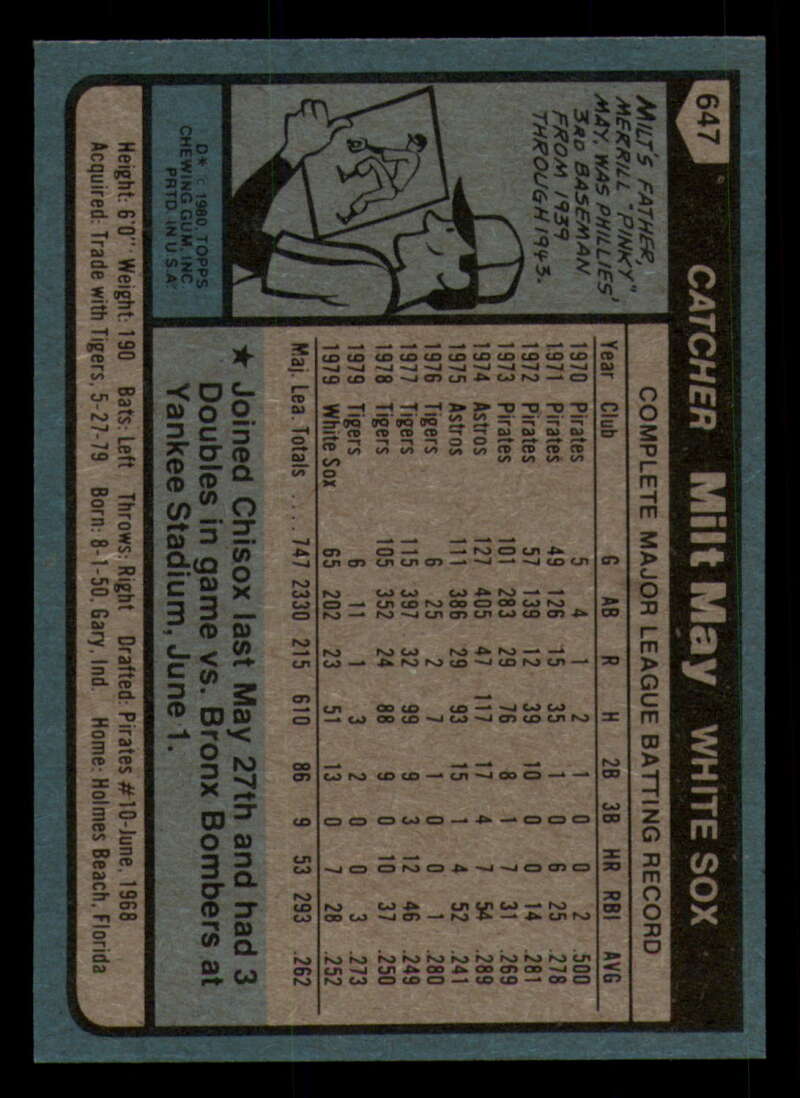 647
CATCHER Milt May WHITE SOX
MILT'S FATHER,
MERRILL "PINKY"
MAY, WAS PHILLIES'
3RD BASEMAN
FROM 1939
THROUGH 1943.
D* © 1980 TOPPS
CHEWING GUM, INC.
PRTD. IN U.S.A.
COMPLETE MAJOR LEAGUE BATTING RECORD
Year Club G AB R H 2B 3B HR RBI AVG
1970 Pirates 5 4 1 2 1 0 0 2 .500
1971 Pirates 49 126 15 35 1 0 6 25 .278
1972 Pirates 57 139 12 39 10 0 0 14 .281
1973 Pirates 101 283 29 76 8 1 7 31 .269
1974 Astros 127 405 47 117 17 4 7 54 .289
1975 Astros 111 386 29 93 15 1 4 52 .241
1976 Tigers 6 25 2 7 1 0 0 1 .280
1977 Tigers 115 397 32 99 9 3 12 46 .249
1978 Tigers 105 352 24 88 9 0 10 37 .250
1979 Tigers 6 11 1 3 2 0 0 3 .273
1979 White Sox 65 202 23 51 13 0 7 28 .252
Maj. Lea. Totals .... 747 2330 215 610 86 9 53 293 .262
★ Joined Chisox last May 27th and had 3
Doubles in game vs. Bronx Bombers at
Yankee Stadium, June 1.
Height: 6'0" Weight: 190 Bats: Left Throws: Right Drafted: Pirates #10-June, 1968
Acquired: Trade with Tigers, 5-27-79 Born: 8-1-50, Gary, Ind. Home: Holmes Beach, Florida